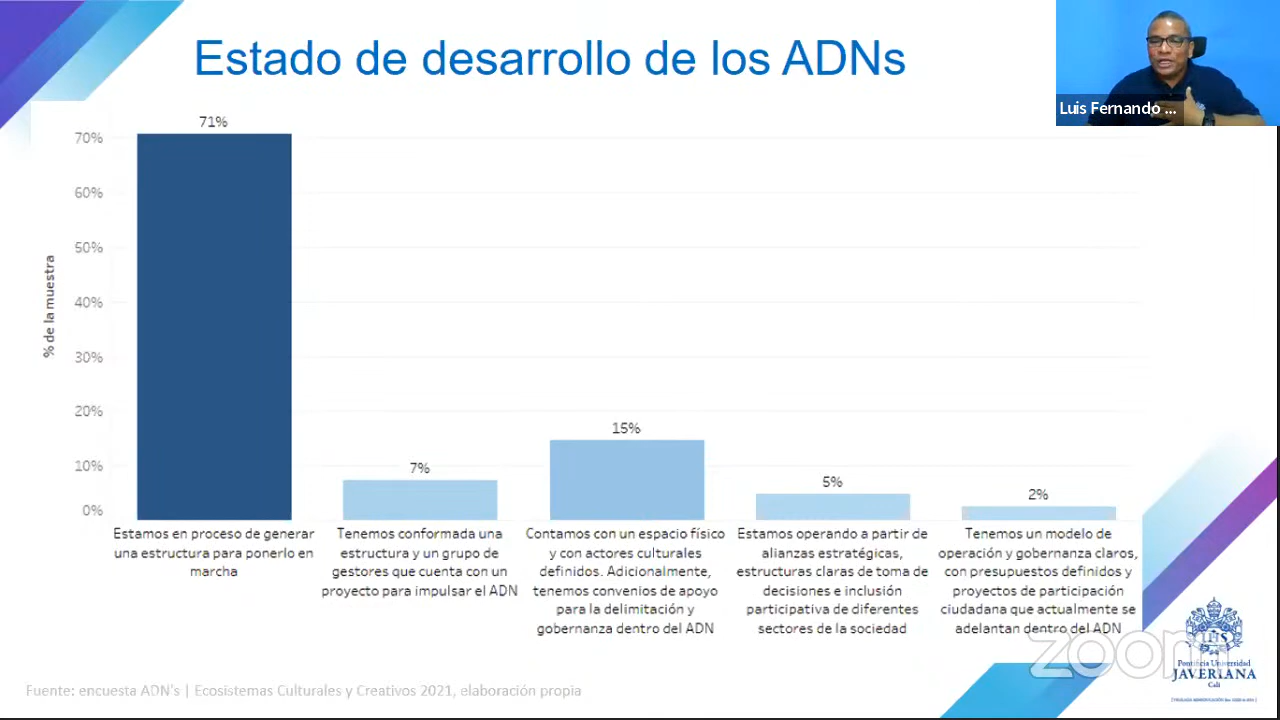 Estado de desarrollo de los ADNs
Luis Fernando ...
% de la muestra
70%
60%
50%
40%
30%
20%
10%
0%
71%
7%
15%
5%
2%
Estamos en proceso de generar
una estructura para ponerlo en
marcha
Tenemos conformada una
estructura y un grupo de
gestores que cuenta con un
proyecto para impulsar el ADN
Contamos con un espacio físico
y con actores culturales
definidos. Adicionalmente,
tenemos convenios de apoyo
para la delimitación y
gobernanza dentro del ADN
Estamos operando a partir de
alianzas estratégicas,
estructuras claras de toma de
decisiones e inclusión
participativa de diferentes
sectores de la sociedad
Tenemos un modelo de
operación y gobernanza claros,
con presupuestos definidos y
proyectos de participación
ciudadana que actualmente se
adelantan dentro del ADN
zoom
IHS
Pontificia Universidad
JAVERIANA
Cali
Fuente: encuesta ADN's | Ecosistemas Culturales y Creativos 2021, elaboración propia